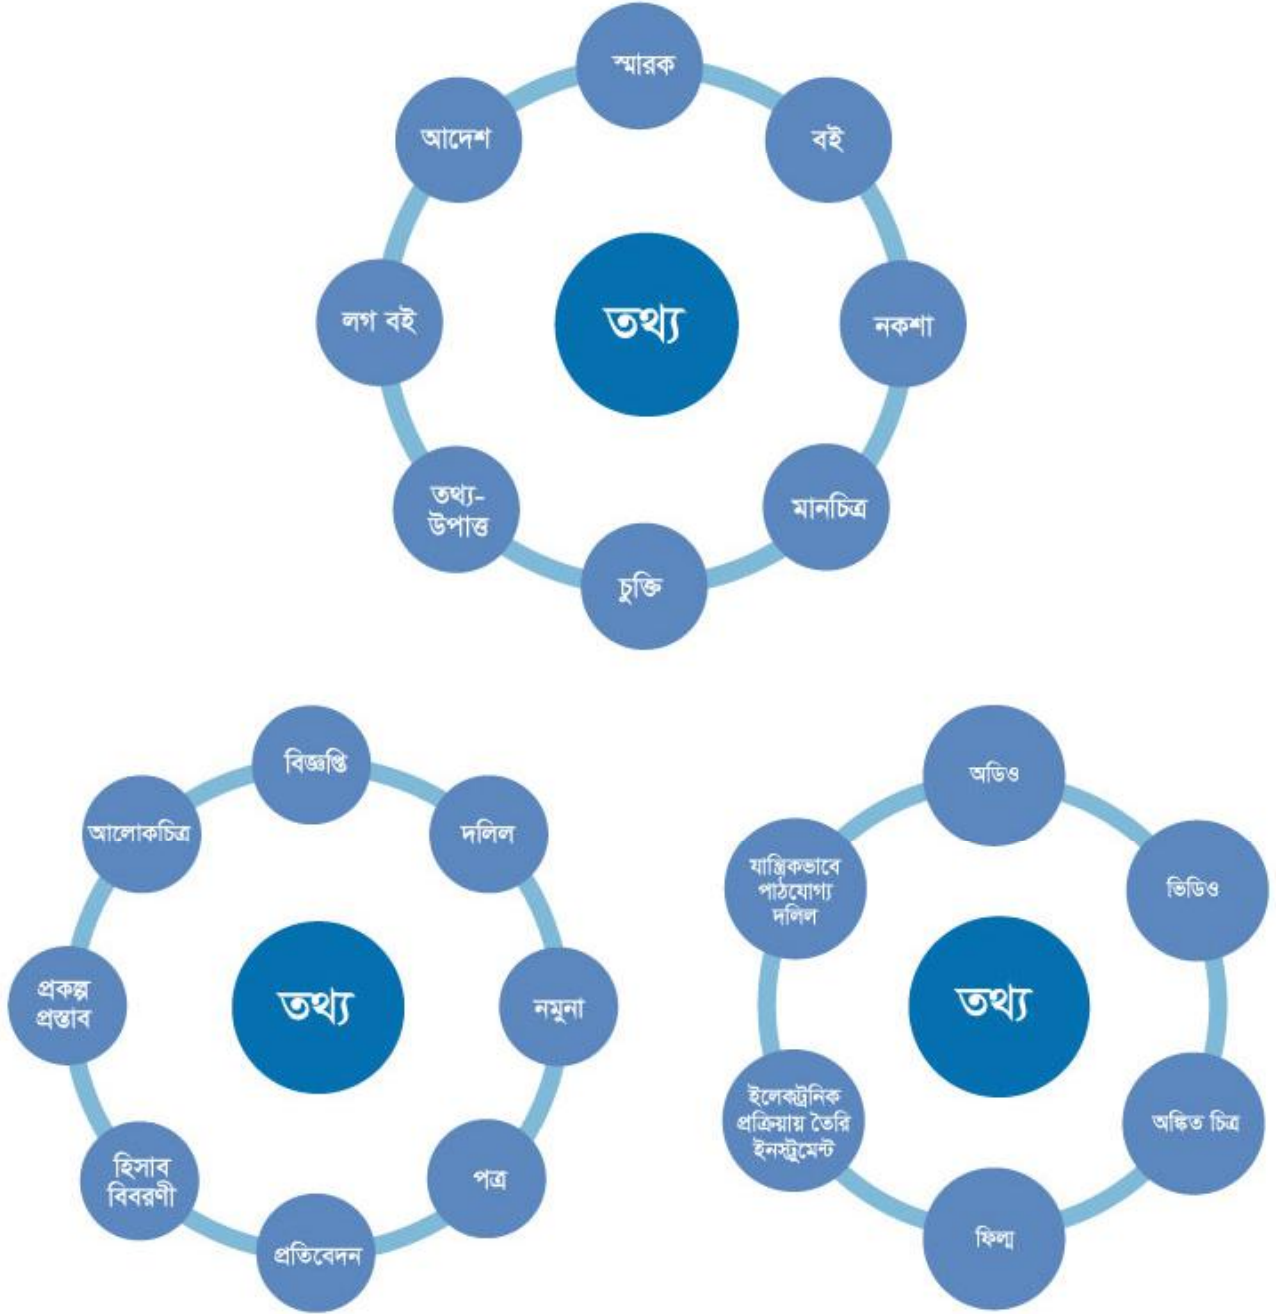 স্মারক
বই
নকশা
মানচিত্র
চুক্তি
তথ্য-
উপাত্ত
লগ বই
আদেশ
তথ্য
বিজ্ঞপ্তি
দলিল
নমুনা
পত্র
প্রতিবেদন
হিসাব
বিবরণী
প্রকল্প
প্রস্তাব
আলোকচিত্র
তথ্য
অডিও
ভিডিও
অঙ্কিত চিত্র
ফিল্ম
ইলেকট্রনিক
প্রক্রিয়ায় তৈরি
ইনস্ট্রুমেন্ট
যান্ত্রিকভাবে
পাঠযোগ্য
দলিল
তথ্য